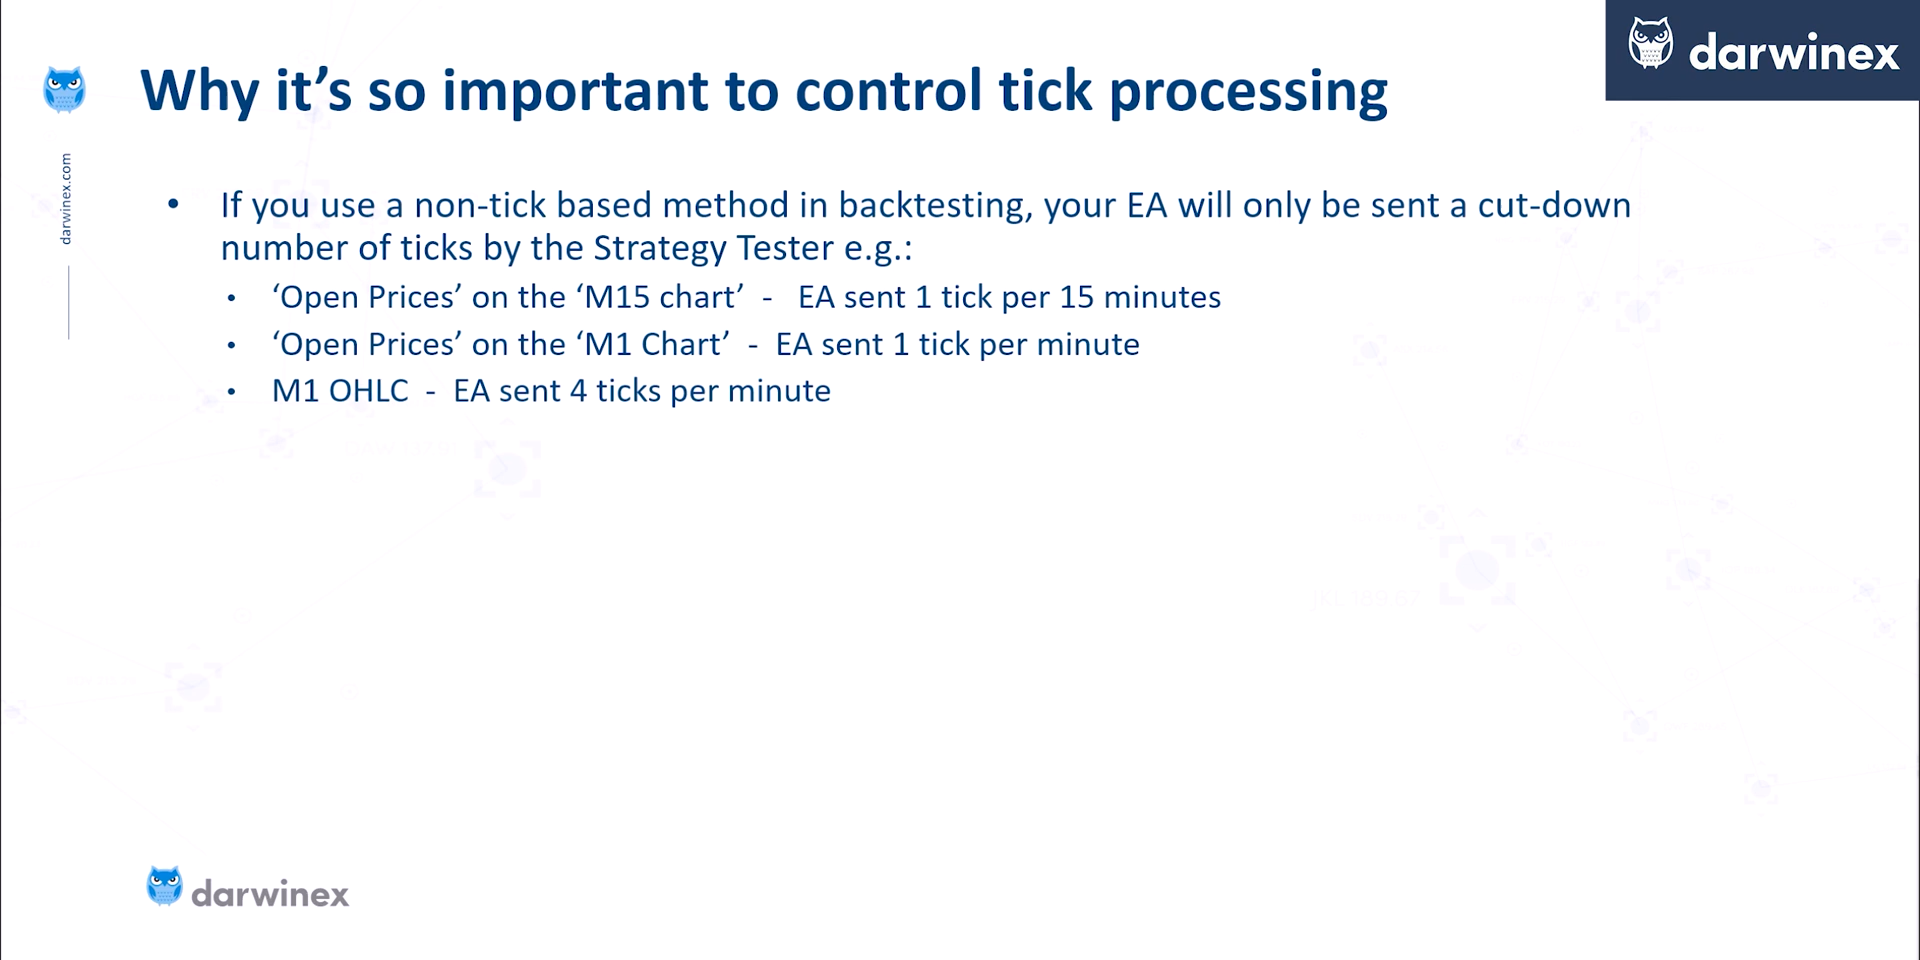 darwinex
Why it's so important to control tick processing
darwinex.com
• If you use a non-tick based method in backtesting, your EA will only be sent a cut-down
number of ticks by the Strategy Tester e.g.:
• ‘Open Prices’ on the ‘M15 chart’ - EA sent 1 tick per 15 minutes
• ‘Open Prices’ on the ‘M1 Chart’ - EA sent 1 tick per minute
• M1 OHLC - EA sent 4 ticks per minute
darwinex